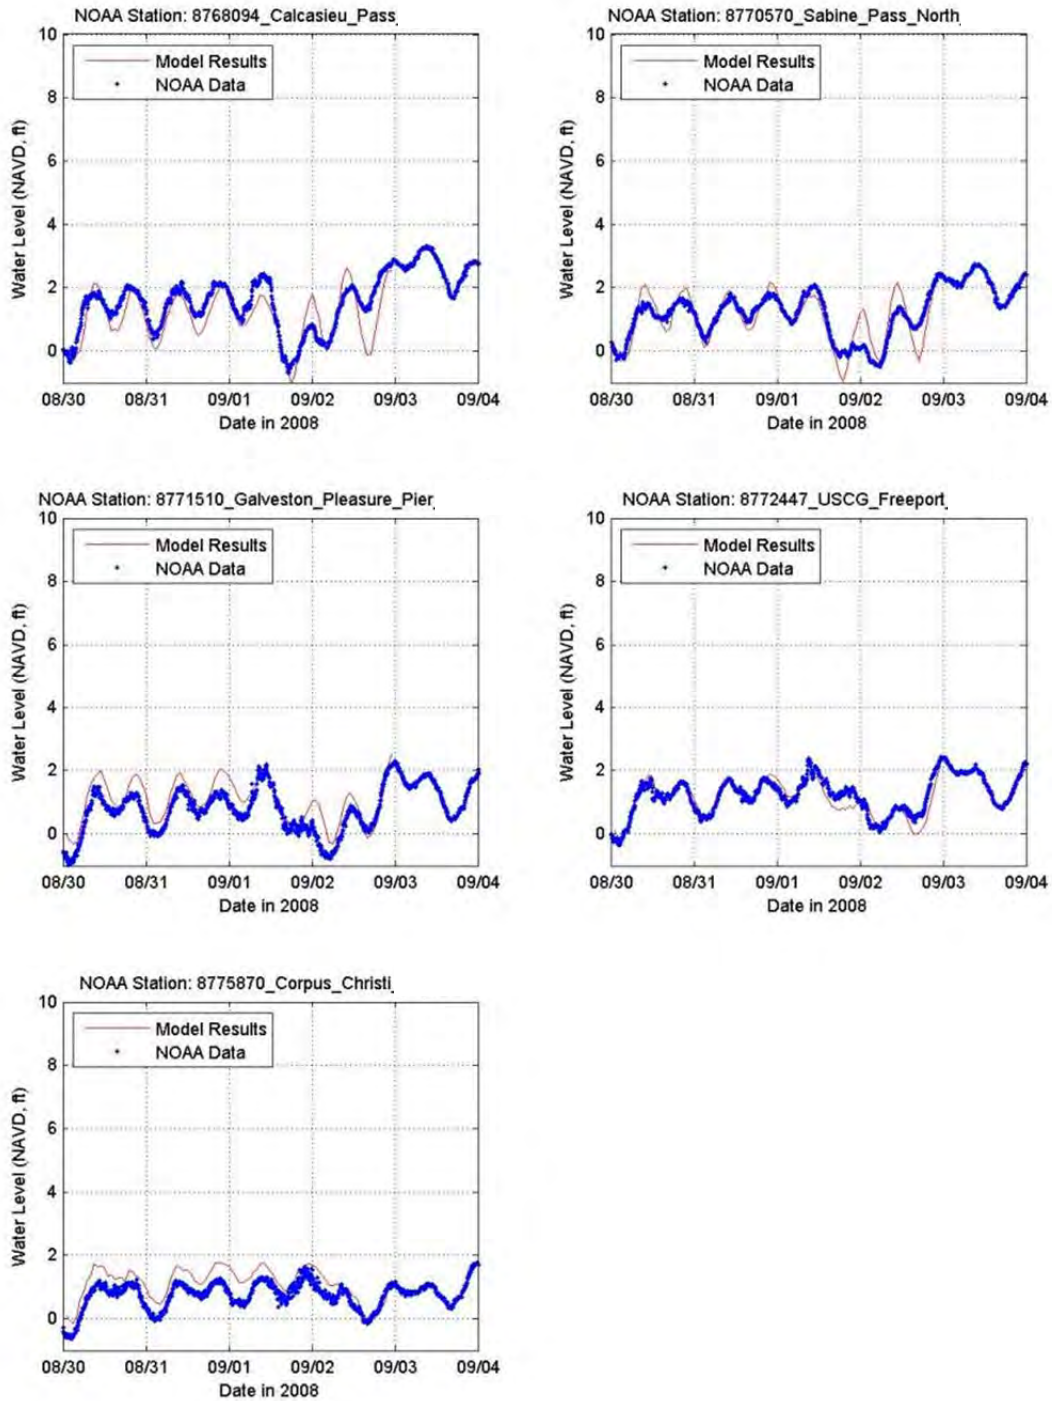 NOAA Station: 8768094_Calcasieu_Pass
10
8
6
4
2
0
Water Level (NAVD, ft)
Model Results
NOAA Data
08/30 08/31 09/01 09/02 09/03 09/04
Date in 2008
NOAA Station: 8770570_Sabine_Pass_North
10
8
6
4
2
0
Water Level (NAVD, ft)
Model Results
NOAA Data
08/30 08/31 09/01 09/02 09/03 09/04
Date in 2008
NOAA Station: 8771510_Galveston_Pleasure_Pier
10
8
6
4
2
0
Water Level (NAVD, ft)
Model Results
NOAA Data
08/30 08/31 09/01 09/02 09/03 09/04
Date in 2008
NOAA Station: 8772447_USCG_Freeport
10
8
6
4
2
0
Water Level (NAVD, ft)
Model Results
NOAA Data
08/30 08/31 09/01 09/02 09/03 09/04
Date in 2008
NOAA Station: 8775870_Corpus_Christi
10
8
6
4
2
0
Water Level (NAVD, ft)
Model Results
NOAA Data
08/30 08/31 09/01 09/02 09/03 09/04
Date in 2008